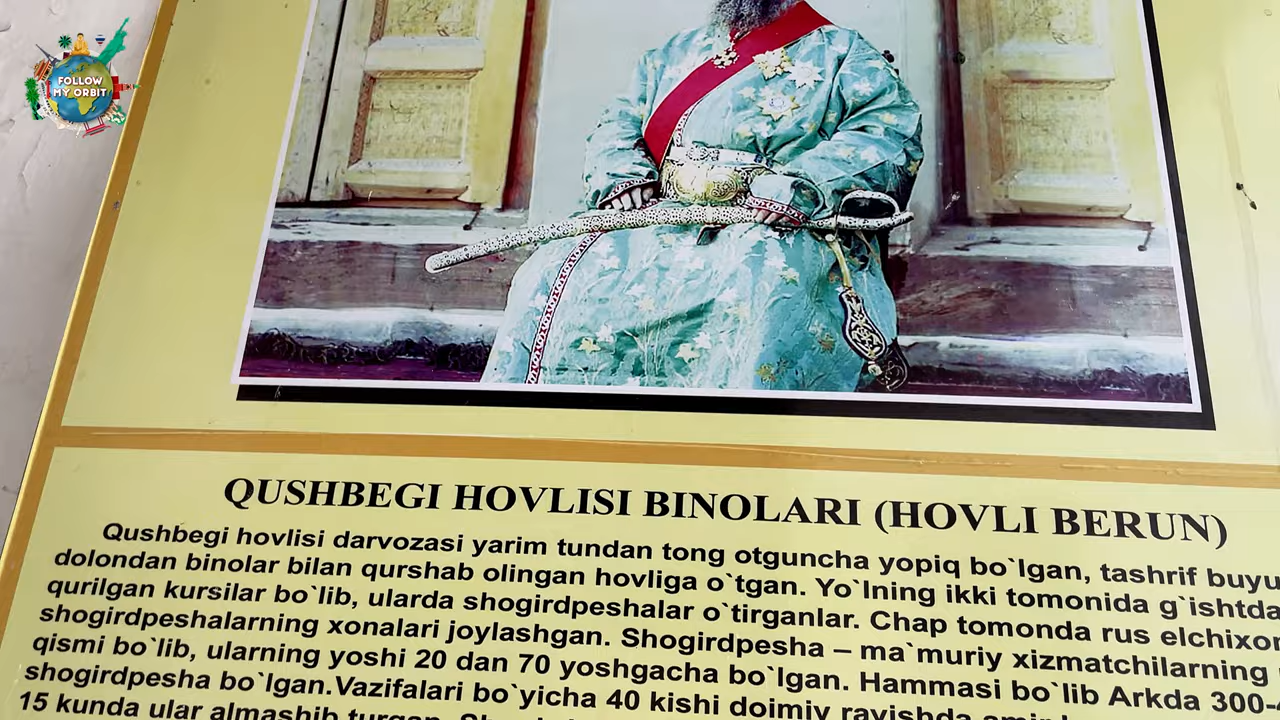 FOLLOW
MY ORBIT
QUSHBEGI HOVLISI BINOLARI (HOVLI BERUN)
Qushbegi hovlisi darvozasi yarim tundan tong otguncha yopiq bo`lgan, tashrif
dolondan binolar bilan qurshab olingan hovliga o`tgan. Yo`lning ikki tomonida
qurilgan kursilar bo`lib, ularda shogirdpeshalar o`tirganlar. Chap tomonda rus
shogirdpeshalarning xonalari joylashgan. Shogirdpesha – ma`muriy xizmatchilarning
qismi bo`lib, ularning yoshi 20 dan 70 yoshgacha bo`lgan. Hammasi bo`lib Arkda 300-
shogirdpesha bo`lgan.Vazifalari bo`yicha 40 kishi doimiy ravishda
15 kunda ular almashib turgan.